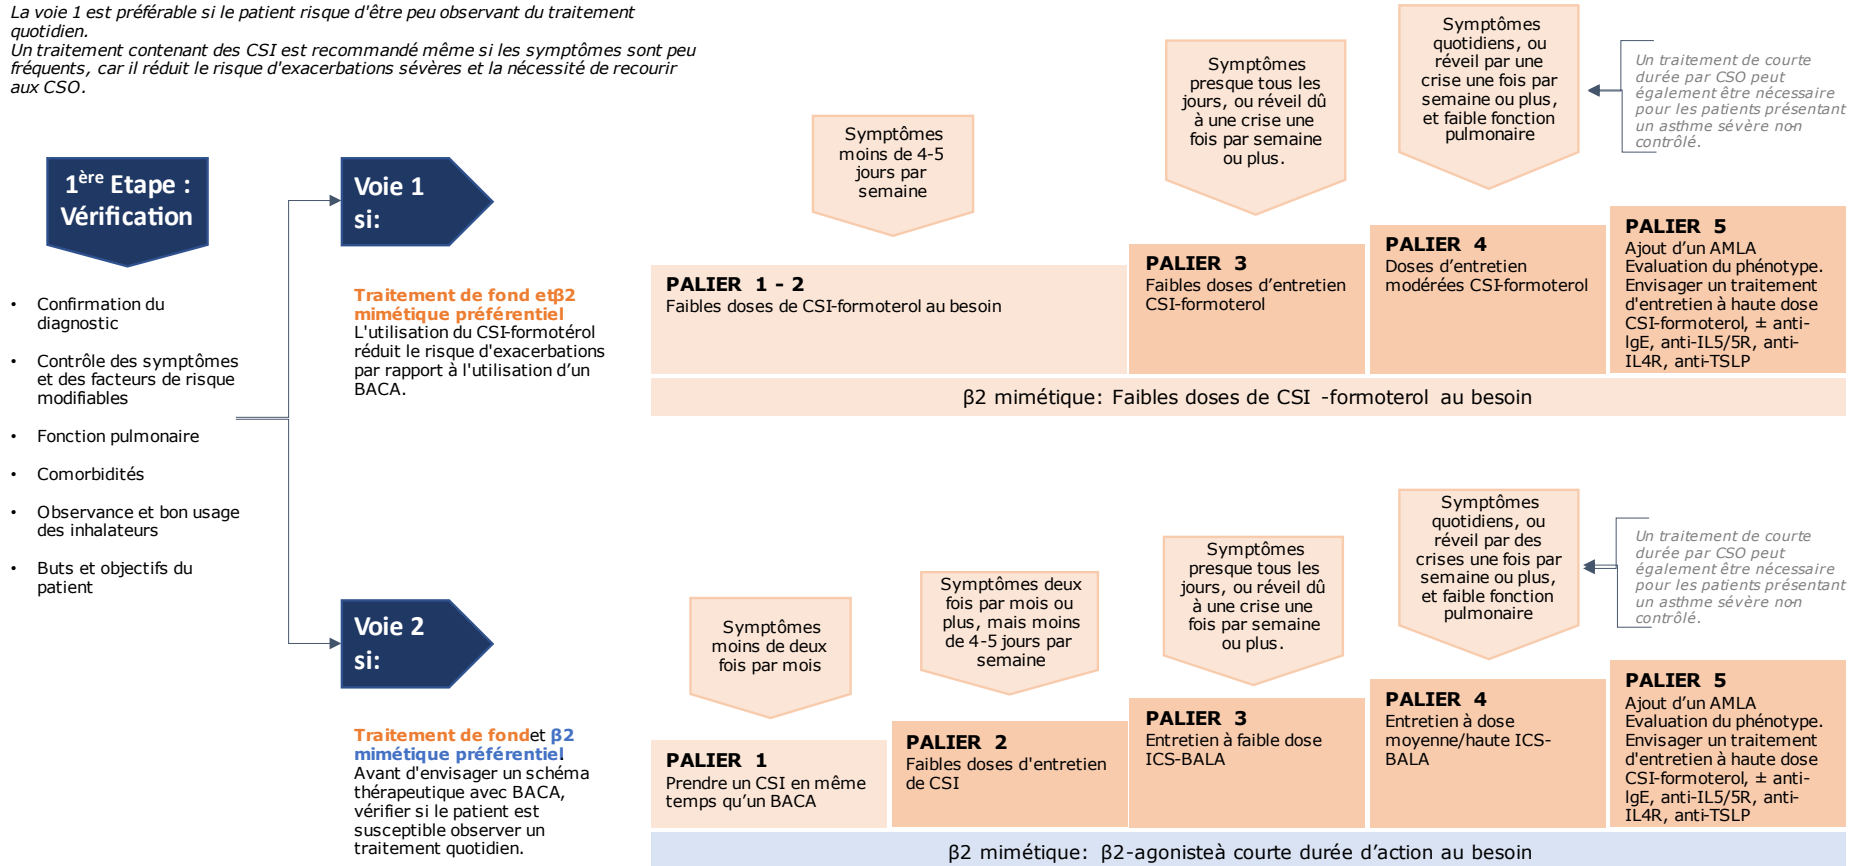 La voie 1 est préférable si le patient risque d'être peu observant du traitement
quotidien.
Un traitement contenant des CSI est recommandé même si les symptômes sont peu
fréquents, car il réduit le risque d'exacerbations sévères et la nécessité de recourir
aux CSO.
1ère Etape :
Vérification
• Confirmation du
diagnostic
• Contrôle des symptômes
et des facteurs de risque
modifiables
• Fonction pulmonaire
• Comorbidités
• Observance et bon usage
des inhalateurs
• Buts et objectifs du
patient
Voie 1
si:
Traitement de fond etβ2
mimétique préférentiel
L'utilisation du CSI-formotérol
réduit le risque d'exacerbations
par rapport à l'utilisation d’un
BACA.
Symptômes
moins de 4-5
jours par
semaine
Symptômes
presque tous les
jours, ou réveil dû
à une crise une
fois par semaine
ou plus.
Symptômes
quotidiens, ou
réveil par une
crise une fois par
semaine ou plus,
et faible fonction
pulmonaire
Un traitement de courte
durée par CSO peut
également être nécessaire
pour les patients présentant
un asthme sévère non
contrôlé.
PALIER 1 - 2
Faibles doses de CSI-formoterol au besoin
PALIER 3
Faibles doses d’entretien
CSI-formoterol
PALIER 4
Doses d’entretien
modérées CSI-formoterol
PALIER 5
Ajout d’un AMLA
Evaluation du phénotype.
Envisager un traitement
d'entretien à haute dose
CSI-formoterol, ± anti-
IgE, anti-IL5/5R, anti-
IL4R, anti-TSLP
β2 mimétique: Faibles doses de CSI -formoterol au besoin
Voie 2
si:
Traitement de fondet β2
mimétique préférentiel.
Avant d'envisager un schéma
thérapeutique avec BACA,
vérifier si le patient est
susceptible observer un
traitement quotidien.
Symptômes
moins de deux
fois par mois
Symptômes deux
fois par mois ou
plus, mais moins
de 4-5 jours par
semaine
Symptômes
presque tous les
jours, ou réveil dû
à une crise une
fois par semaine
ou plus.
Symptômes
quotidiens, ou
réveil par des
crises une fois par
semaine ou plus,
et faible fonction
pulmonaire
Un traitement de courte
durée par CSO peut
également être nécessaire
pour les patients présentant
un asthme sévère non
contrôlé.
PALIER 1
Prendre un CSI en même
temps qu’un BACA
PALIER 2
Faibles doses d'entretien
de CSI
PALIER 3
Entretien à faible dose
ICS-BALA
PALIER 4
Entretien à dose
moyenne/haute ICS-
BALA
PALIER 5
Ajout d’un AMLA
Evaluation du phénotype.
Envisager un traitement
d'entretien à haute dose
CSI-formoterol, ± anti-
IgE, anti-IL5/5R, anti-
IL4R, anti-TSLP
β2 mimétique: β2-agonisteà courte durée d’action au besoin